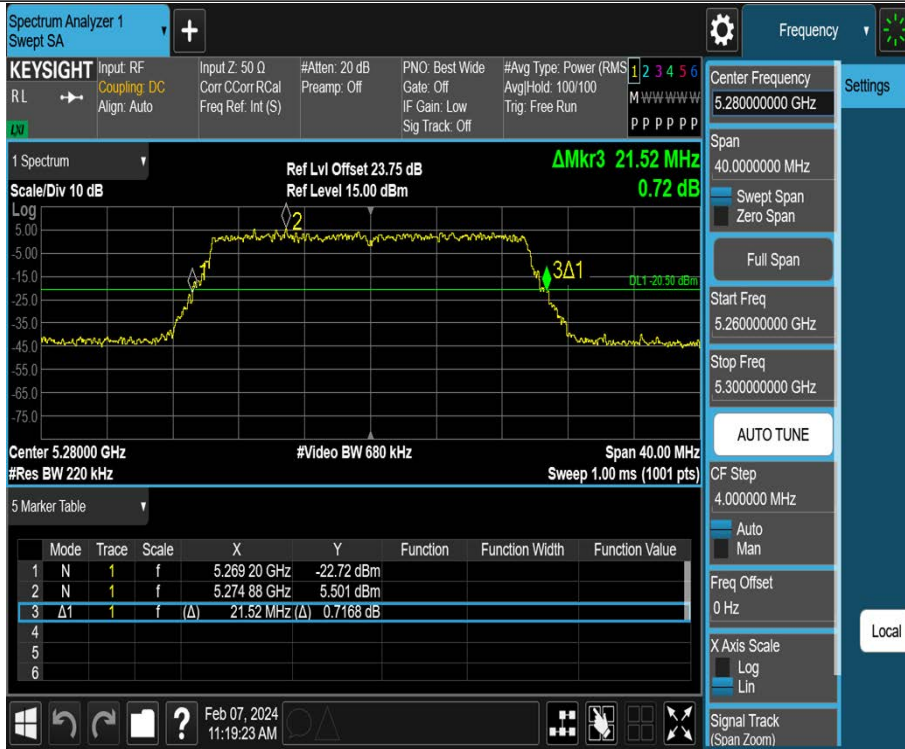 Spectrum Analyzer 1
Swept SA
+
Frequency
KEYSIGHT
R L
LXI
Input: RF
Coupling: DC
Align: Auto
Input Z: 50 Ω
Corr CCorr RCal
Freq Ref: Int (S)
#Atten: 20 dB
Preamp: Off
PNO: Best Wide
Gate: Off
IF Gain: Low
Sig Track: Off
#Avg Type: Power (RMS
Avg|Hold: 100/100
Trig: Free Run
1 2 3 4 5 6
M W W W W W
P P P P P P
1 Spectrum
Scale/Div 10 dB
Ref Lvl Offset 23.75 dB
Ref Level 15.00 dBm
ΔMkr3 21.52 MHz
0.72 dB
Log
5.00
-5.00
-15.0
-25.0
-35.0
-45.0
-55.0
-65.0
-75.0
1
2
3Δ1
DL1 -20.50 dBm
Center 5.28000 GHz
#Video BW 680 kHz
Span 40.00 MHz
#Res BW 220 kHz
Sweep 1.00 ms (1001 pts)
5 Marker Table
Mode Trace Scale X Y Function Function Width Function Value
1 N 1 f 5.269 20 GHz -22.72 dBm
2 N 1 f 5.274 88 GHz 5.501 dBm
3 Δ1 1 f (Δ) 21.52 MHz (Δ) 0.7168 dB
4
5
6
?
Feb 07, 2024
11:19:23 AM
Center Frequency
5.280000000 GHz
Span
40.0000000 MHz
Swept Span
Zero Span
Full Span
Start Freq
5.260000000 GHz
Stop Freq
5.300000000 GHz
AUTO TUNE
CF Step
4.000000 MHz
Auto
Man
Freq Offset
0 Hz
X Axis Scale
Log
Lin
Signal Track
(Span Zoom)
Settings
Local